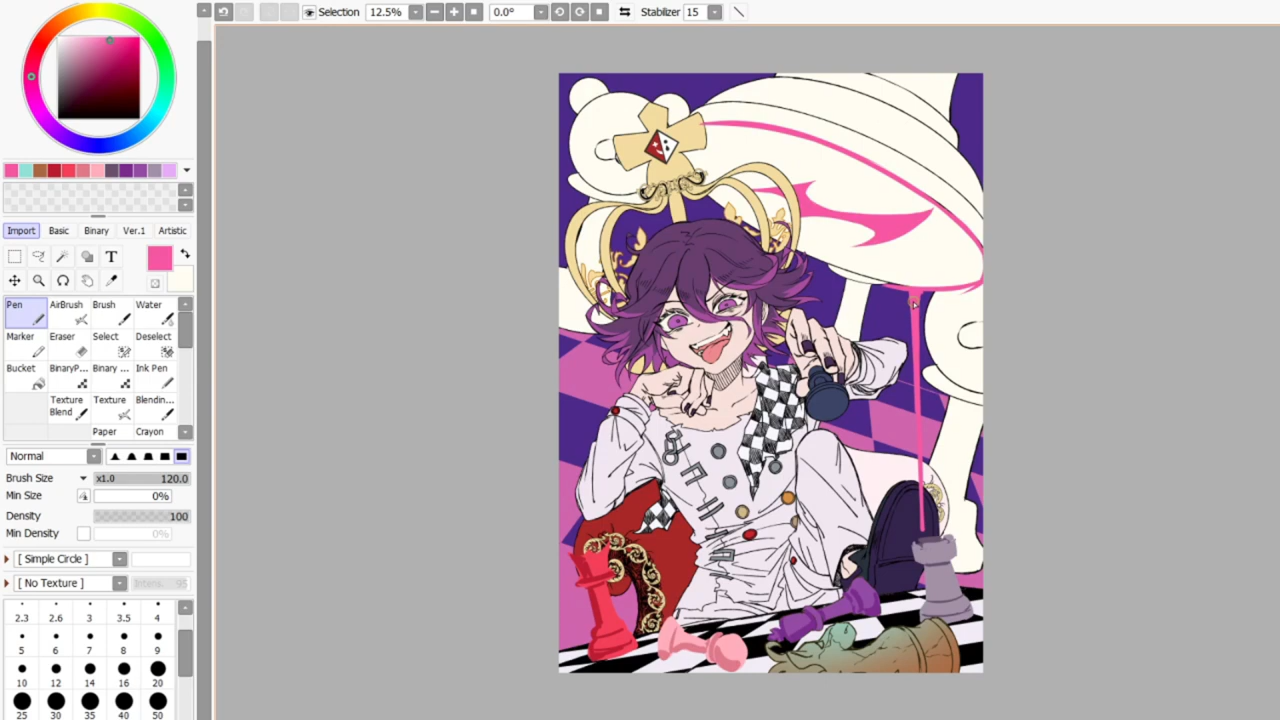 Selection 12.5% 0.0° Stabilizer 15
Import Basic Binary Ver.1 Artistic
T
Pen AirBrush Brush Water
Marker Eraser Select Deselect
Bucket BinaryP... Binary ... Ink Pen
Texture Blend Texture Blendin...
Paper Crayon
Normal
Brush Size x1.0 120.0
Min Size 0%
Density 100
Min Density 0%
[ Simple Circle ]
[ No Texture ] Intens. 95
2.3 2.6 3 3.5 4
5 6 7 8 9
10 12 14 16 20
25 30 35 40 50